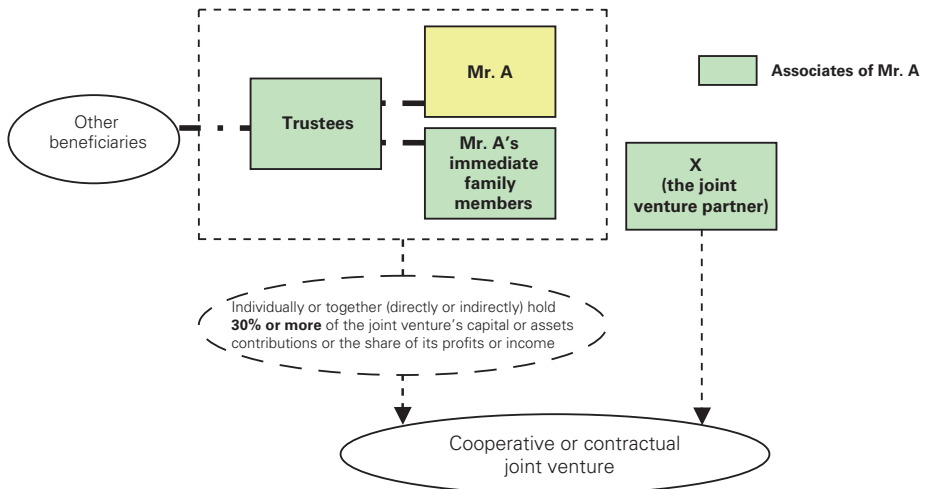 Mr. A
Associates of Mr. A
Other
beneficiaries
Trustees
Mr. A's
immediate
family
members
X
(the joint
venture partner)
Individually or together (directly or indirectly) hold
30% or more of the joint venture's capital or assets
contributions or the share of its profits or income
Cooperative or contractual
joint venture